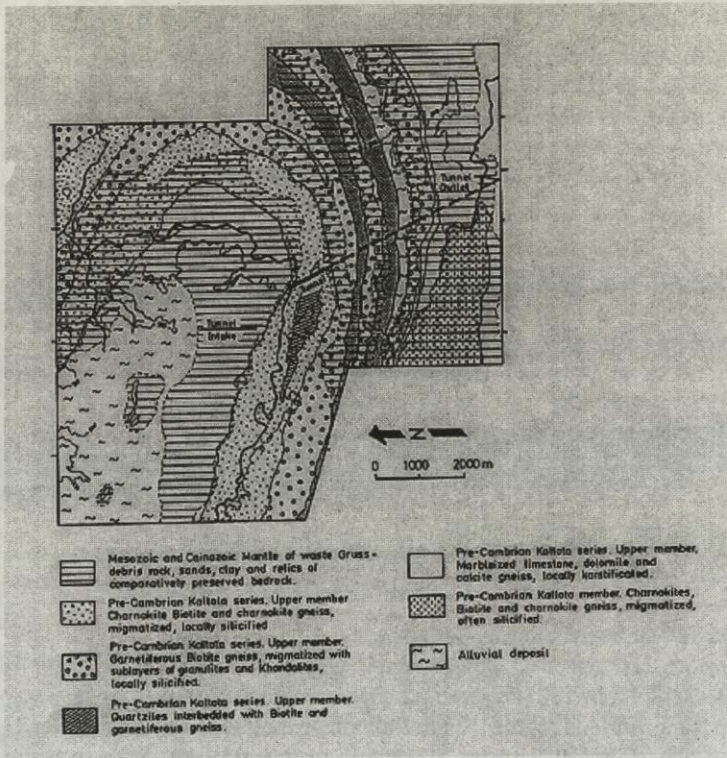 Tunnel
Outlet
Tunnel
Intake
N
0 1000 2000 m
Mesozoic and Cainozoic Mantle of waste Gruss-
debris rock, sands, clay and relics of
comparatively preserved bedrock.
Pre-Cambrian Kaltota series. Upper member
Charnokite Biotite and charnokite gneiss,
migmatized, locally silicified
Pre-Cambrian Kaltota series. Upper member.
Garnetiferous Biotite gneiss, migmatized with
sublayers of granulites and Khondalites,
locally silicified.
Pre-Cambrian Kaltota series. Upper member.
Quartziles interbedded with Biotite and
garnetiferous gneiss.
Pre-Cambrian Kaltota series. Upper member,
Marbleized limestone, dolomile and
calcite gneiss, locally karstificated.
Pre-Cambrian Kaltota member. Charnokites,
Biotite and charnokite gneiss, migmatized,
often silicified.
Alluvial deposit